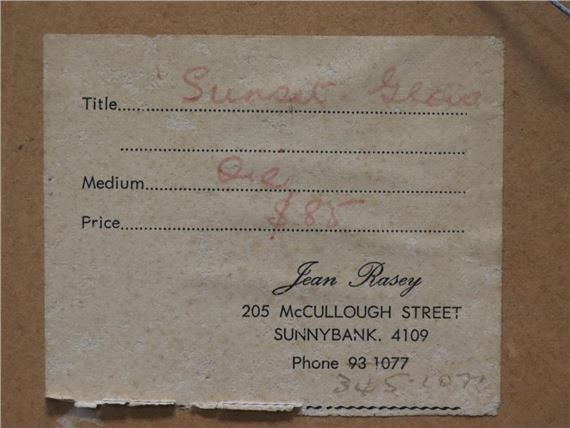 Title Sunset Glow
Medium Oil
Price $85
Jean Rasey
205 McCULLOUGH STREET
SUNNYBANK. 4109
Phone 93 1077
345·1077